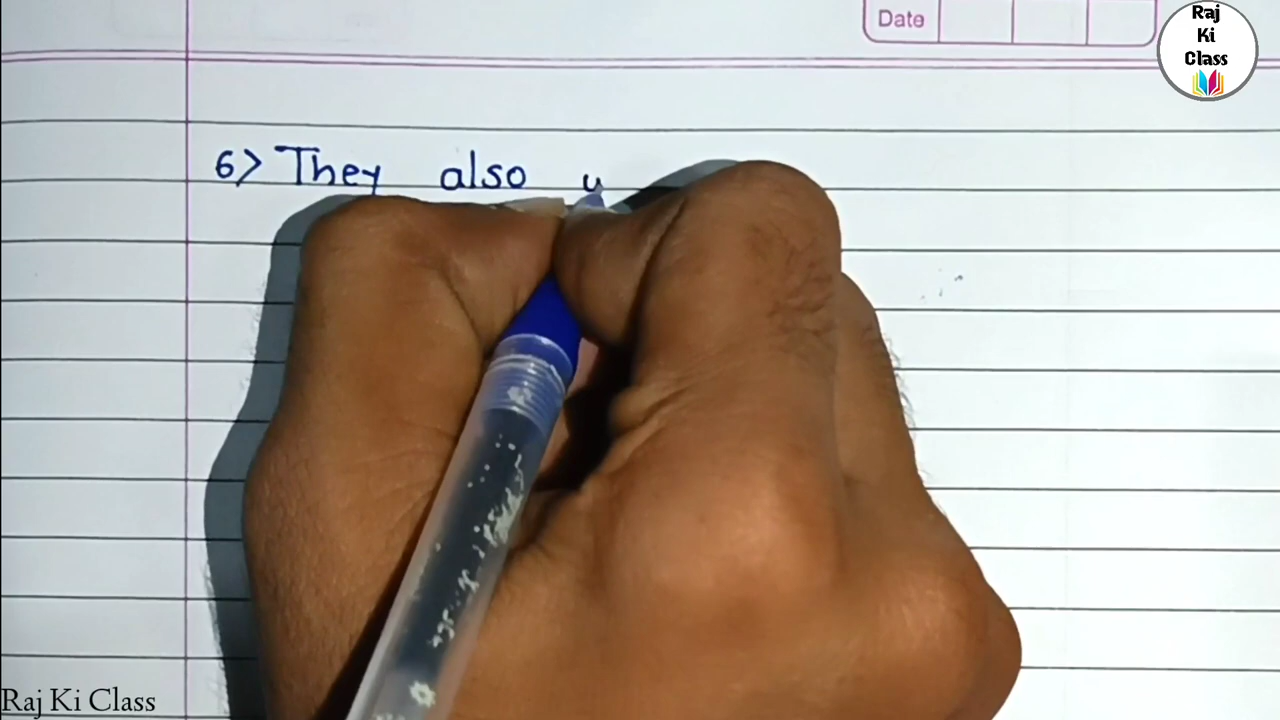 Date
Raj
Ki
Class
6> They also u
Raj Ki Class